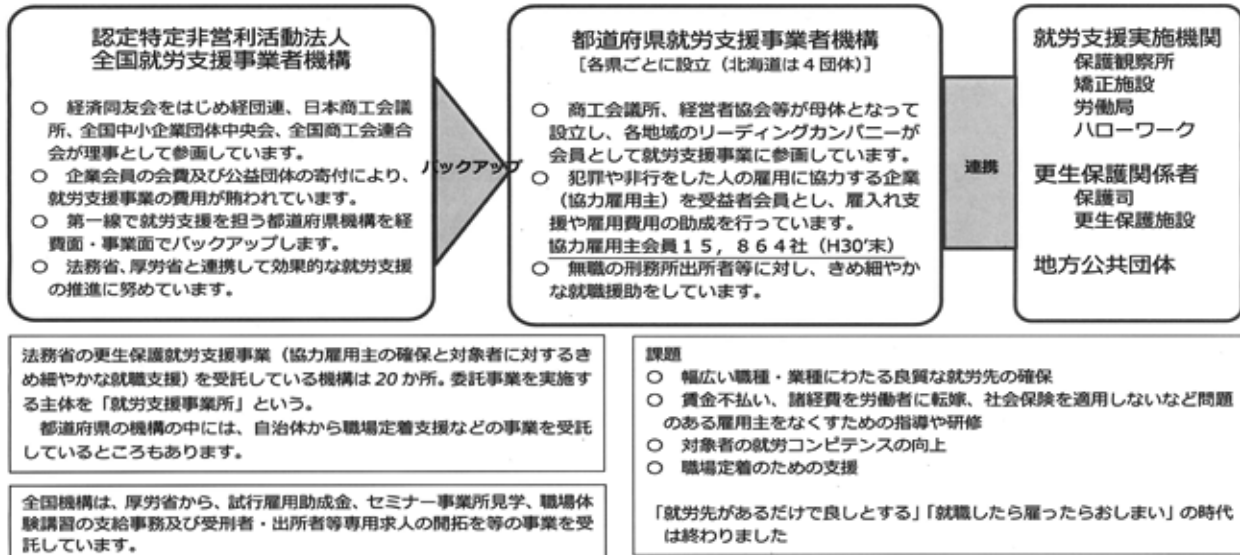 認定特定非営利活動法人
全国就労支援事業者機構
○　経済同友会をはじめ経団連、日本商工会議
所、全国中小企業団体中央会、全国商工会連合
会が理事として参画しています。
○　企業会員の会費及び公益団体の寄付により、
就労支援事業の費用が賄われています。
○　第一線で就労支援を担う都道府県機構を経
費面・事業面でバックアップします。
○　法務省、厚労省と連携して効果的な就労支援
の推進に努めています。
バックアップ
都道府県就労支援事業者機構
［各県ごとに設立（北海道は４団体）］
○　商工会議所、経営者協会等が母体となって
設立し、各地域のリーディングカンパニーが
会員として就労支援事業に参画しています。
○　犯罪や非行をした人の雇用に協力する企業
（協力雇用主）を受益者会員とし、雇入れ支
援や雇用費用の助成を行っています。
協力雇用主会員１５，８６４社（H30'末）
○　無職の刑務所出所者等に対し、きめ細やか
な就職援助をしています。
連携
就労支援実施機関
保護観察所
矯正施設
労働局
ハローワーク
更生保護関係者
保護司
更生保護施設
地方公共団体
法務省の更生保護就労支援事業（協力雇用主の確保と対象者に対するき
め細やかな就職支援）を受託している機構は 20 か所。委託事業を実施す
る主体を「就労支援事業所」という。
都道府県の機構の中には、自治体から職場定着支援などの事業を受託
しているところもあります。
全国機構は、厚労省から、試行雇用助成金、セミナー事業所見学、職場体
験講習の支給事務及び受刑者・出所者等専用求人の開拓を等の事業を受
託しています。
課題
○　幅広い職種・業種にわたる良質な就労先の確保
○　賃金不払い、諸経費を労働者に転嫁、社会保険を適用しないなど問題
のある雇用主をなくすための指導や研修
○　対象者の就労コンピテンスの向上
○　職場定着のための支援
「就労先があるだけで良しとする」「就職したら雇ったらおしまい」の時代
は終わりました